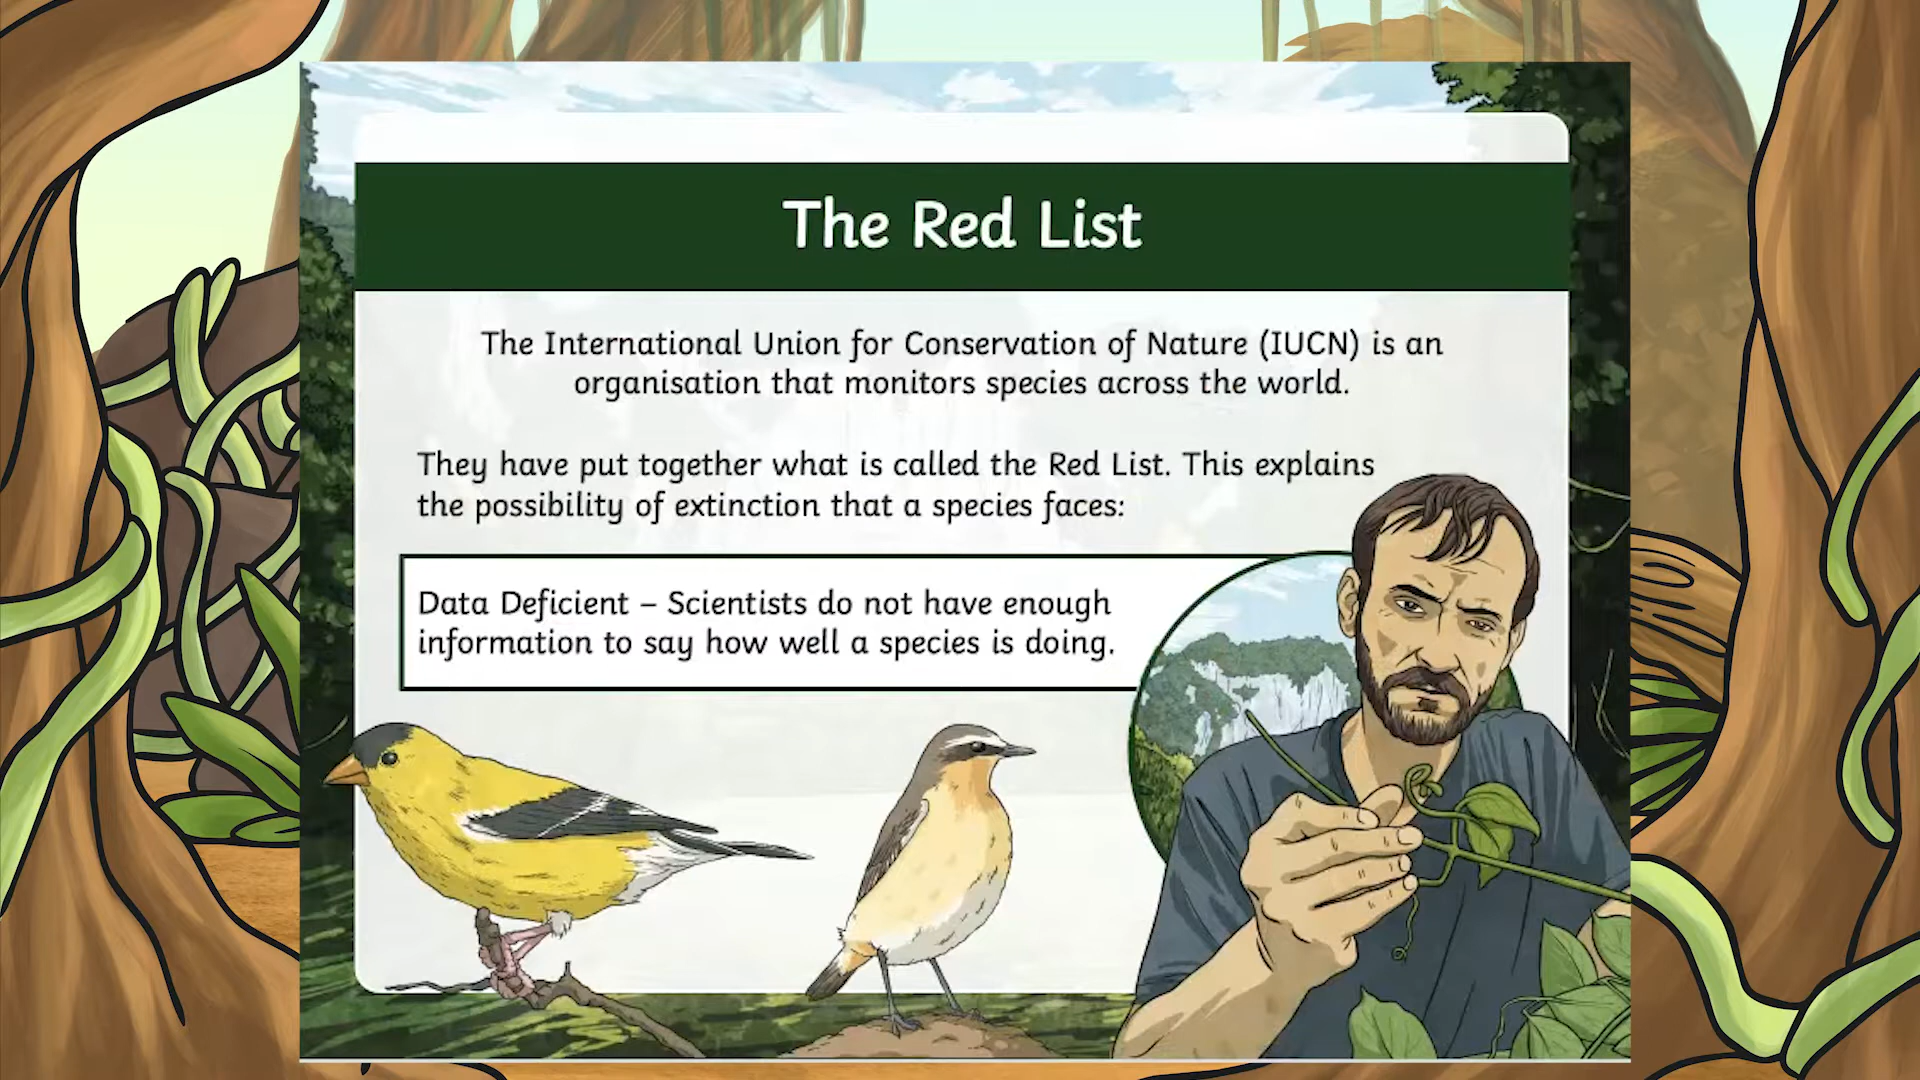 The Red List
The International Union for Conservation of Nature (IUCN) is an
organisation that monitors species across the world.
They have put together what is called the Red List. This explains
the possibility of extinction that a species faces:
Data Deficient – Scientists do not have enough
information to say how well a species is doing.